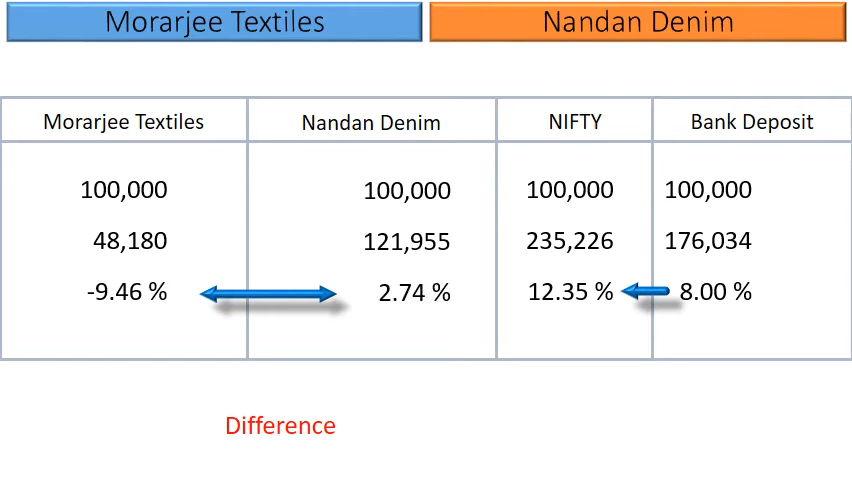 Morarjee Textiles Nandan Denim
Morarjee Textiles Nandan Denim NIFTY Bank Deposit
100,000 100,000 100,000 100,000
48,180 121,955 235,226 176,034
-9.46 % 2.74 % 12.35 % 8.00 %
Difference